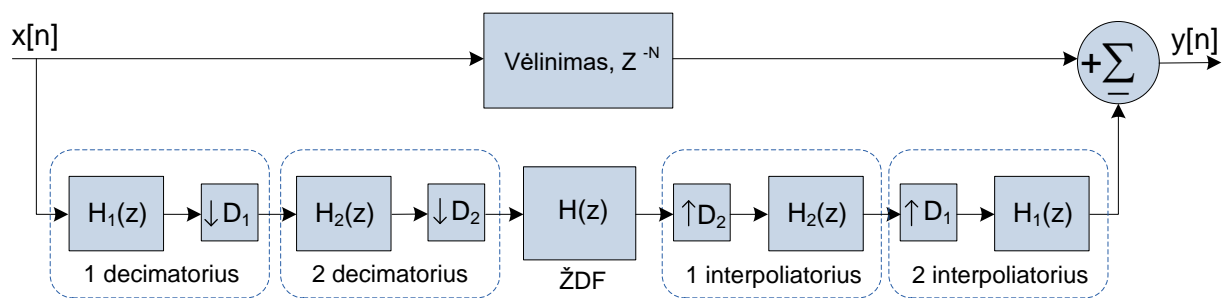 x[n]
Vėlinimas, Z⁻ᴺ
+∑
−
y[n]
H₁(z)
↓D₁
H₂(z)
↓D₂
H(z)
↑D₂
H₂(z)
↑D₁
H₁(z)
1 decimatorius
2 decimatorius
ŽDF
1 interpoliatorius
2 interpoliatorius